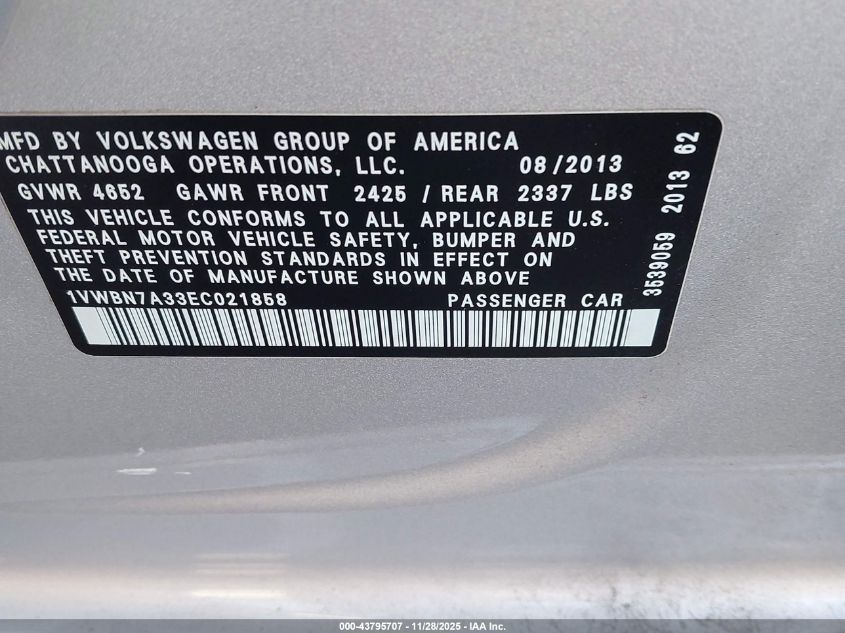 MFD BY VOLKSWAGEN GROUP OF AMERICA
CHATTANOOGA OPERATIONS, LLC. 08/2013
GVWR 4652 GAWR FRONT 2425 / REAR 2337 LBS
THIS VEHICLE CONFORMS TO ALL APPLICABLE U.S.
FEDERAL MOTOR VEHICLE SAFETY, BUMPER AND
THEFT PREVENTION STANDARDS IN EFFECT ON
THE DATE OF MANUFACTURE SHOWN ABOVE
1VWBN7A33EC021858 PASSENGER CAR
3539059 2013 62
000-43795707 - 11/28/2025 - IAA Inc.